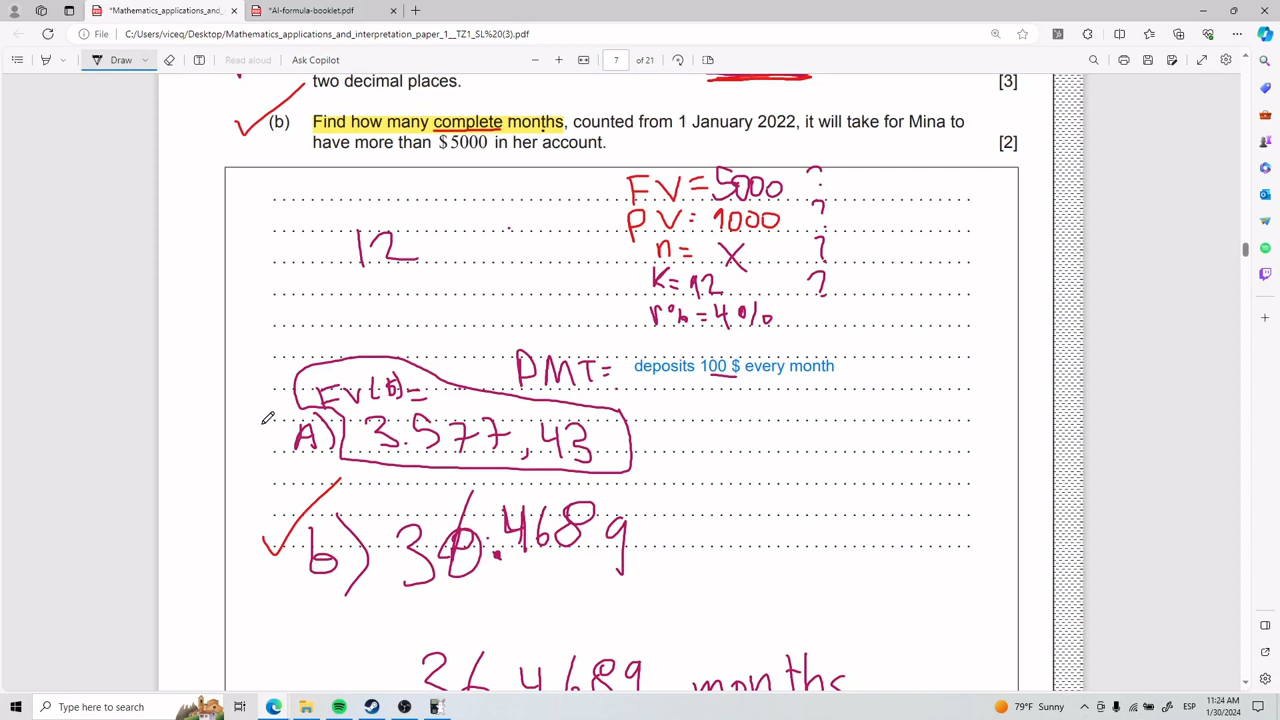 *Mathematics_applications_and_
*AI-formula-booklet.pdf
File
C:/Users/viceq/Desktop/Mathematics_applications_and_interpretation_paper_1__TZ1_SL%20(3).pdf
Draw
Read aloud
Ask Copilot
7
of 21
two decimal places.
[3]
(b) Find how many complete months, counted from 1 January 2022, it will take for Mina to
have more than $5000 in her account.
[2]
FV=5000 ?
PV: 1000 ?
12
n= X ?
K=12 ?
r%=4%
PMT= deposits 100 $ every month
FV(5)=
A) 3.577,43
b) 36.4689
36.4689 months
Type here to search
79°F Sunny
ESP
11:24 AM
1/30/2024